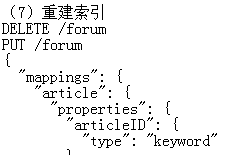 （7）重建索引
DELETE /forum
PUT /forum
{
  "mappings": {
    "article": {
      "properties": {
        "articleID": {
          "type": "keyword"